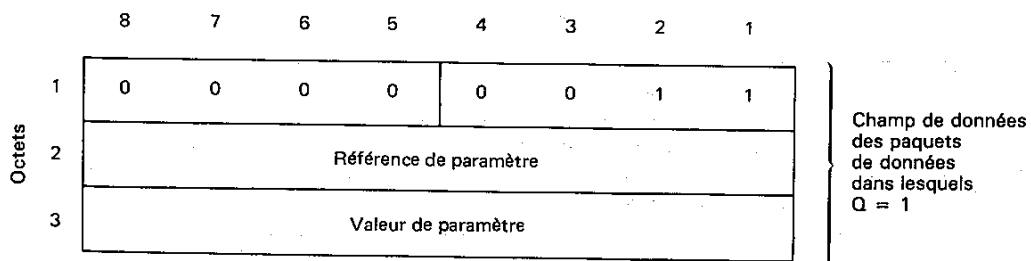 8 7 6 5 4 3 2 1
1 0 0 0 0 0 0 1 1
Octets
2 Référence de paramètre
3 Valeur de paramètre
Champ de données
des paquets
de données
dans lesquels
Q = 1